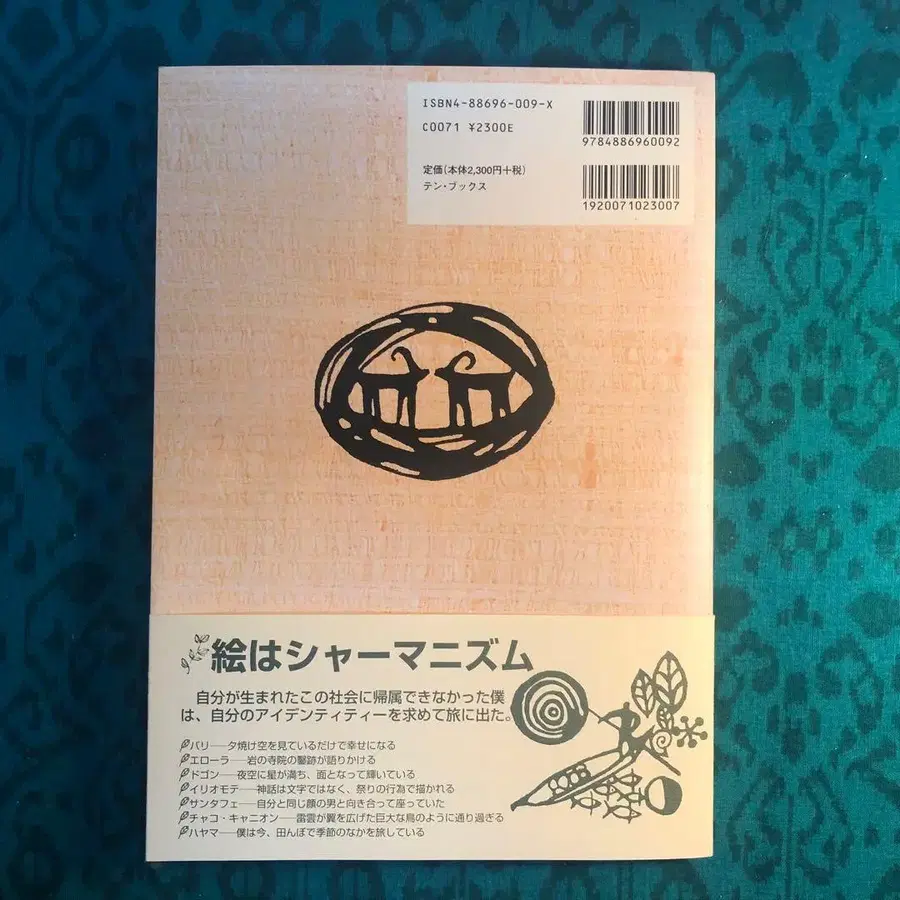 ISBN4-88696-009-X
C0071 ¥2300E
9784886960092
定価(本体2,300円+税)
テン・ブックス
1920071023007
絵はシャーマニズム
自分が生まれたこの社会に帰属できなかった僕
は、自分のアイデンティティーを求めて旅に出た。
バリ──夕焼け空を見ているだけで幸せになる
エローラ──岩の寺院の鑿跡が語りかける
ドゴン──夜空に星が満ち、面となって輝いている
イリオモテ──神話は文字ではなく、祭りの行為で描かれる
サンタフェ──自分と同じ顔の男と向き合って座っていた
チャコ・キャニオン──雷雲が翼を広げた巨大な鳥のように通り過ぎる
ハヤマ──僕は今、田んぼで季節のなかを旅している